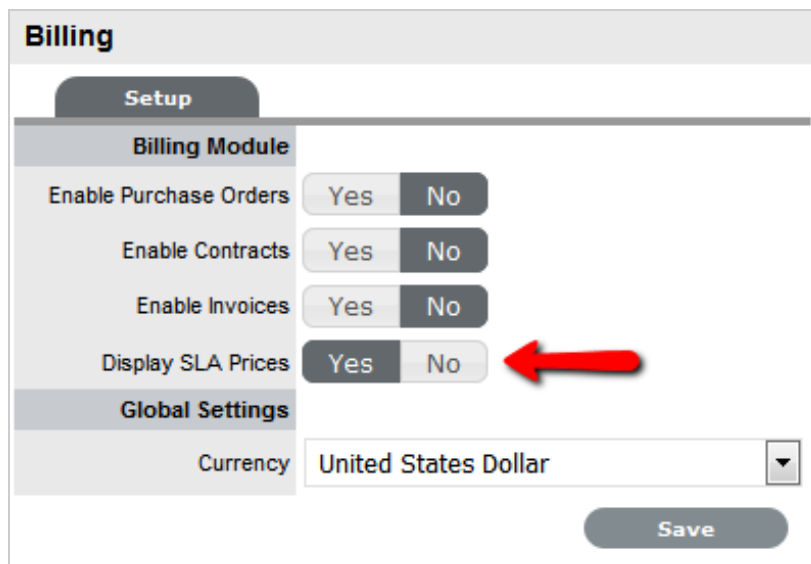 Billing
Setup
Billing Module
Enable Purchase Orders Yes No
Enable Contracts Yes No
Enable Invoices Yes No
Display SLA Prices Yes No
Global Settings
Currency United States Dollar
Save